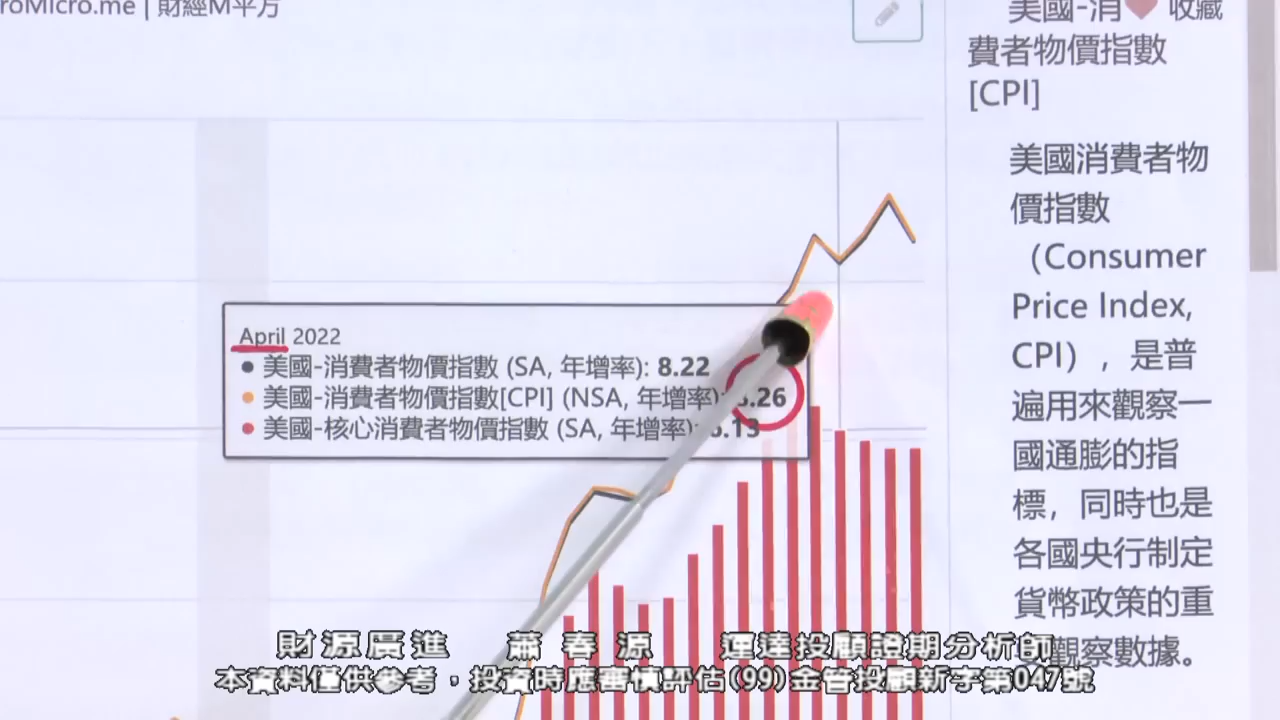 roMicro.me | 財經M平方
美國-消 收藏
費者物價指數
[CPI]
美國消費者物
價指數
(Consumer
Price Index,
CPI),是普
遍用來觀察一
國通膨的指
標,同時也是
各國央行制定
貨幣政策的重
觀察數據。
April 2022
美國-消費者物價指數 (SA, 年增率): 8.22
美國-消費者物價指數[CPI] (NSA, 年增率): .26
美國-核心消費者物價指數 (SA, 年增率): .13
財源廣進 蕭春源 運達投顧證期分析師
本資料僅供參考,投資時應審慎評估(99)金管投顧新字第047號